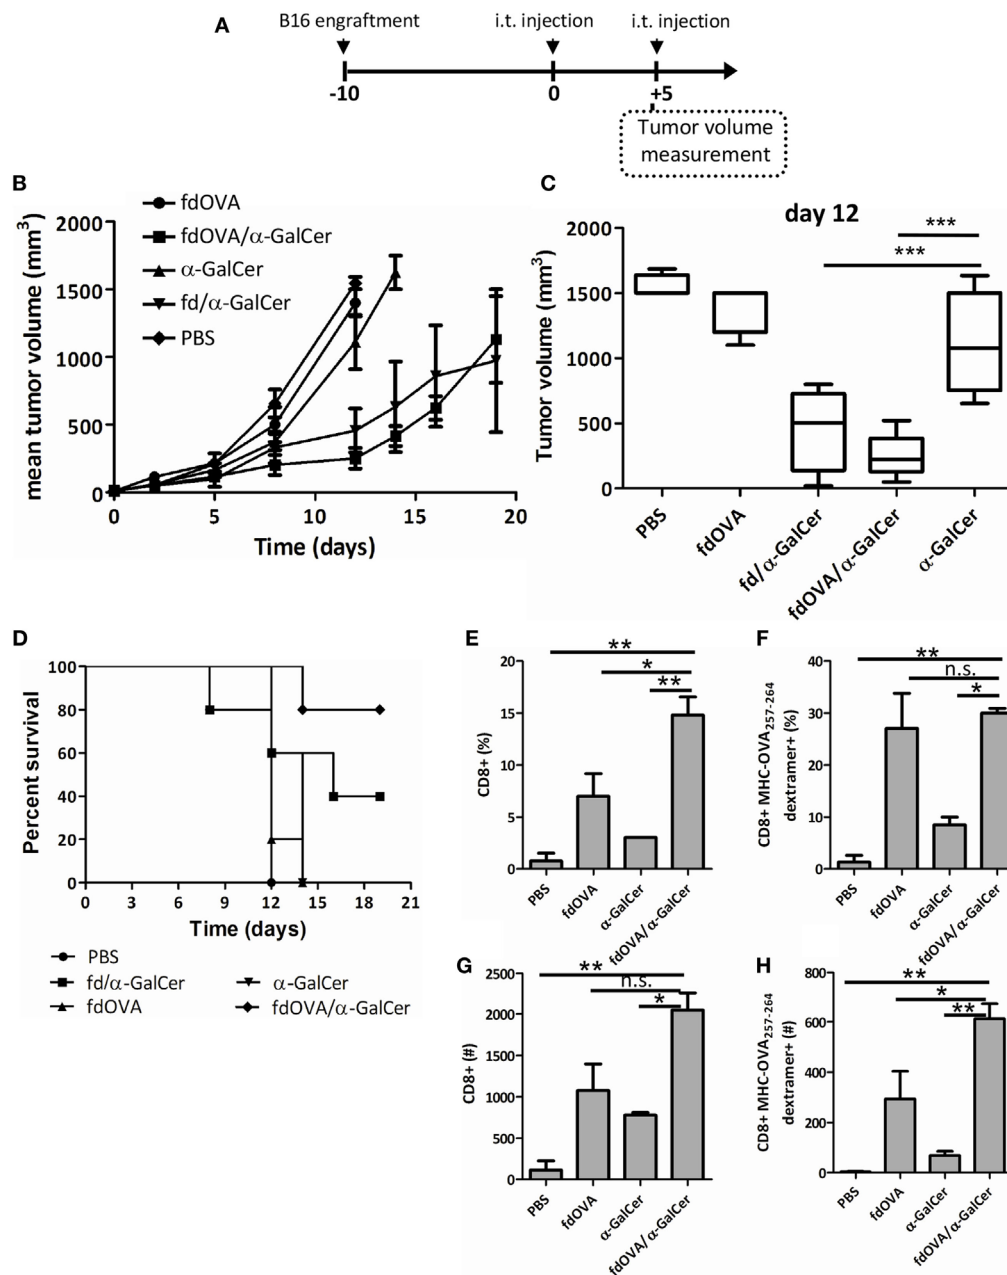 A
B16 engraftment
i.t. injection
i.t. injection
-10
0
+5
Tumor volume
measurement
B
fdOVA
fdOVA/α-GalCer
α-GalCer
fd/α-GalCer
PBS
mean tumor volume (mm3)
2000
1500
1000
500
0
0
5
10
15
20
Time (days)
C
day 12
***
***
Tumor volume (mm3)
2000
1500
1000
500
0
PBS
fdOVA
fd/α-GalCer
fdOVA/α-GalCer
α-GalCer
D
Percent survival
100
80
60
40
20
0
0
3
6
9
12
15
18
21
Time (days)
PBS
fd/α-GalCer
α-GalCer
fdOVA
fdOVA/α-GalCer
E
**
*
**
CD8+ (%)
20
15
10
5
0
PBS
fdOVA
α-GalCer
fdOVA/α-GalCer
F
**
n.s.
*
CD8+ MHC-OVA257-264
dextramer+ (%)
40
30
20
10
0
PBS
fdOVA
α-GalCer
fdOVA/α-GalCer
G
**
n.s.
*
CD8+ (#)
2500
2000
1500
1000
500
0
PBS
fdOVA
α-GalCer
fdOVA/α-GalCer
H
**
*
**
CD8+ MHC-OVA257-264
dextramer+ (#)
800
600
400
200
0
PBS
fdOVA
α-GalCer
fdOVA/α-GalCer